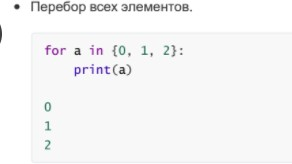 • Перебор всех элементов.
for a in {0, 1, 2}:
    print(a)
0
1
2